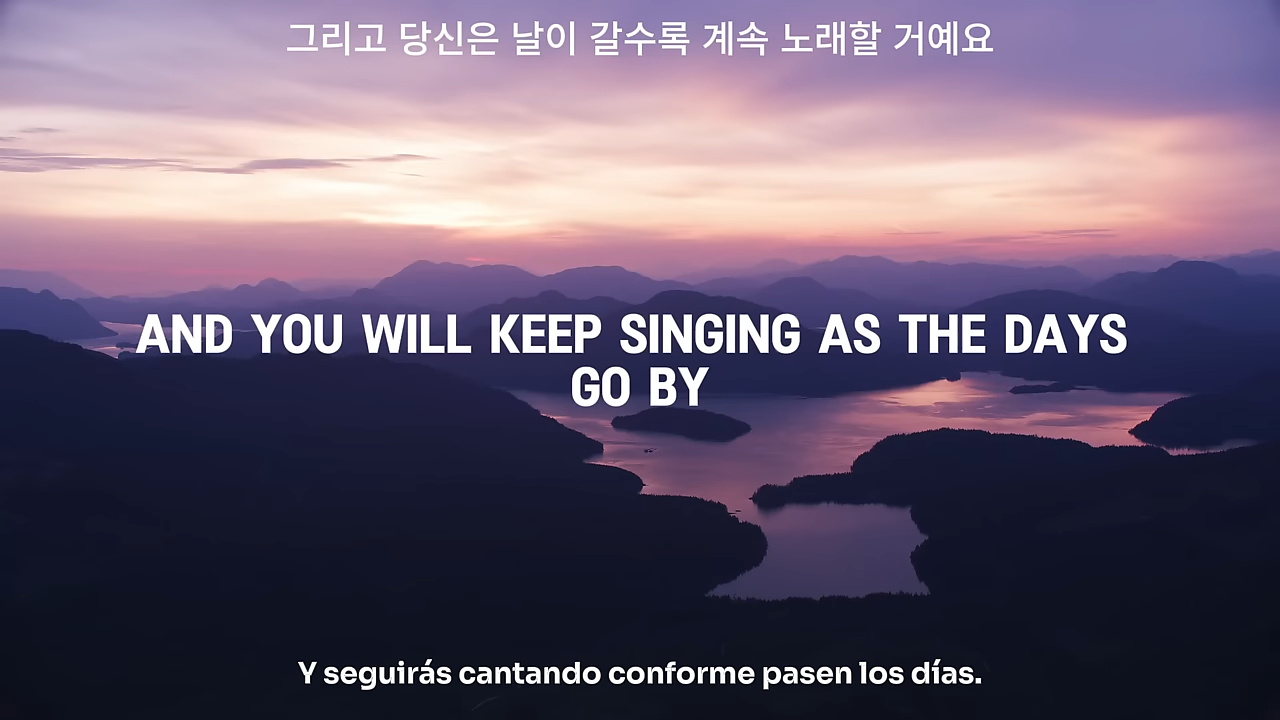 그리고 당신은 날이 갈수록 계속 노래할 거예요
AND YOU WILL KEEP SINGING AS THE DAYS
GO BY
Y seguirás cantando conforme pasen los días.